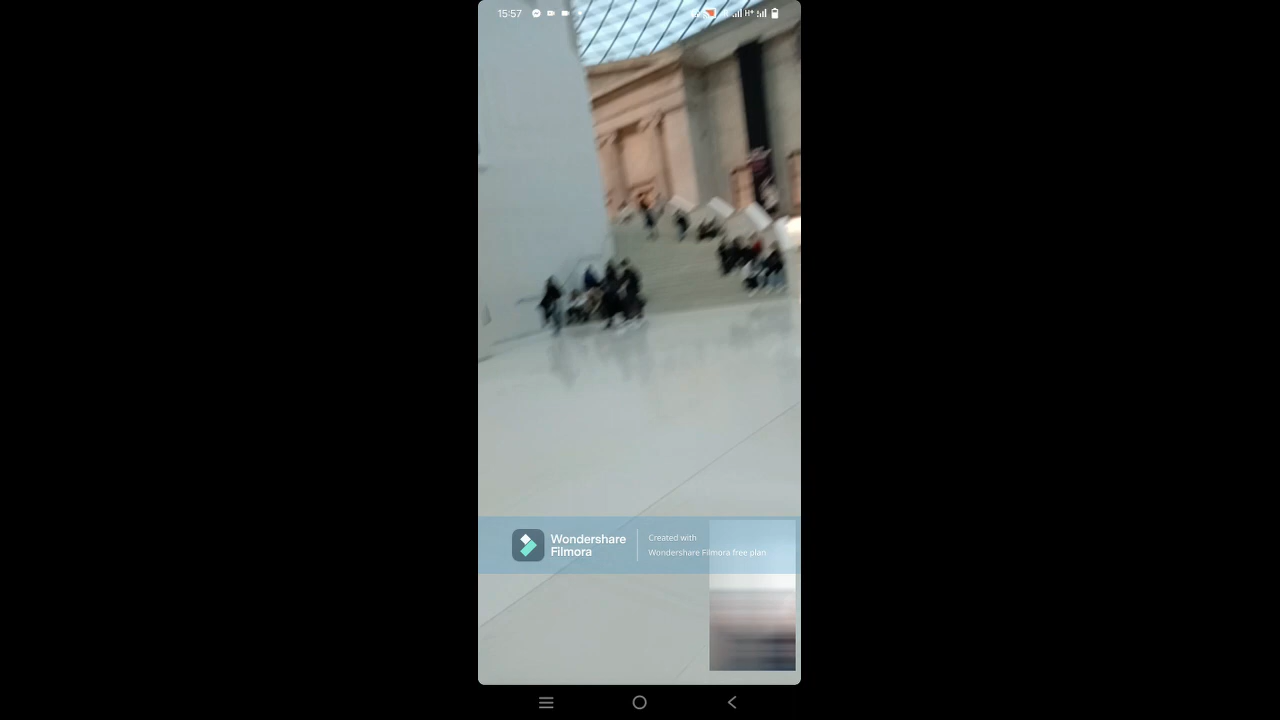 15:57
H+
Wondershare
Filmora
Created with
Wondershare Filmora free plan